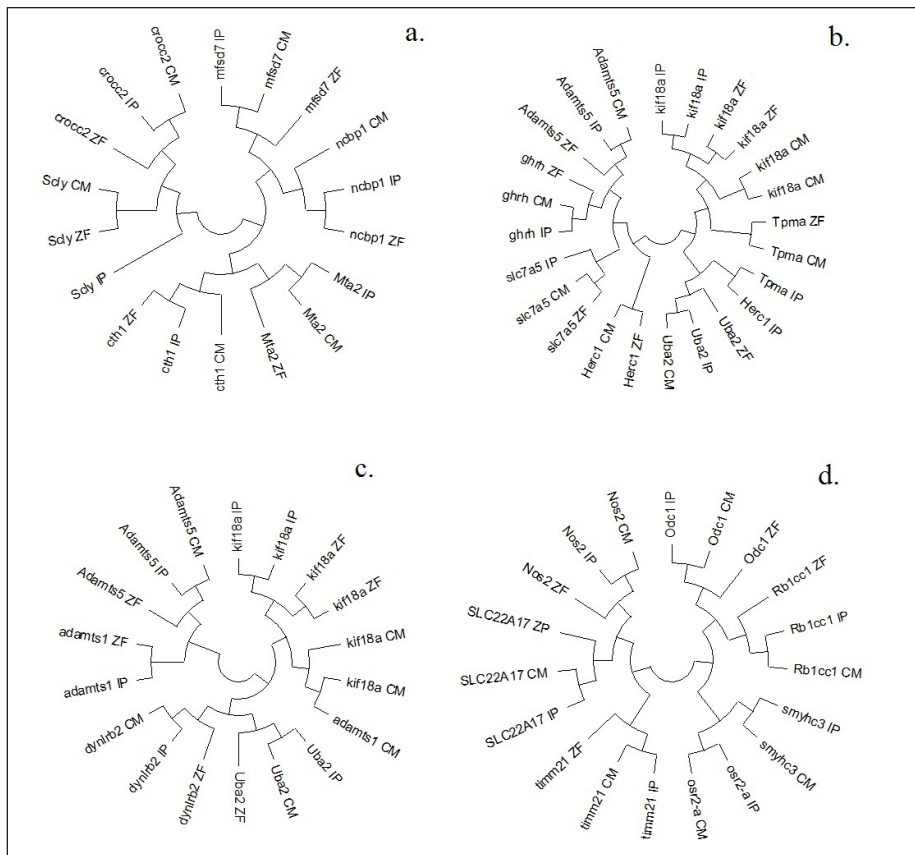 a.
mfsd7 IP
mfsd7 CM
mfsd7 ZF
ncbp1 CM
ncbp1 IP
ncbp1 ZF
Mta2 IP
Mta2 CM
Mta2 ZF
cth1 CM
cth1 IP
cth1 ZF
Scly IP
Scly ZF
Scly CM
crocc2 ZF
crocc2 IP
crocc2 CM
b.
kif18a IP
kif18a IP
kif18a ZF
kif18a ZF
kif18a CM
kif18a CM
Tpma ZF
Tpma CM
Tpma IP
Herc1 IP
Uba2 ZF
Uba2 IP
Uba2 CM
Herc1 ZF
Herc1 CM
slc7a5 ZF
slc7a5 CM
slc7a5 IP
ghrh IP
ghrh CM
ghrh ZF
Adamts5 ZF
Adamts5 IP
Adamts5 CM
c.
kif18a IP
kif18a IP
kif18a ZF
kif18a ZF
kif18a CM
kif18a CM
adamts1 CM
Uba2 IP
Uba2 CM
Uba2 ZF
dynlrb2 ZF
dynlrb2 IP
dynlrb2 CM
adamts1 IP
adamts1 ZF
Adamts5 ZF
Adamts5 IP
Adamts5 CM
d.
Odc1 IP
Odc1 CM
Odc1 ZF
Rb1cc1 ZF
Rb1cc1 IP
Rb1cc1 CM
smyhc3 IP
smyhc3 CM
osr2-a IP
osr2-a CM
timm21 IP
timm21 CM
timm21 ZF
SLC22A17 IP
SLC22A17 CM
SLC22A17 ZP
Nos2 ZF
Nos2 IP
Nos2 CM